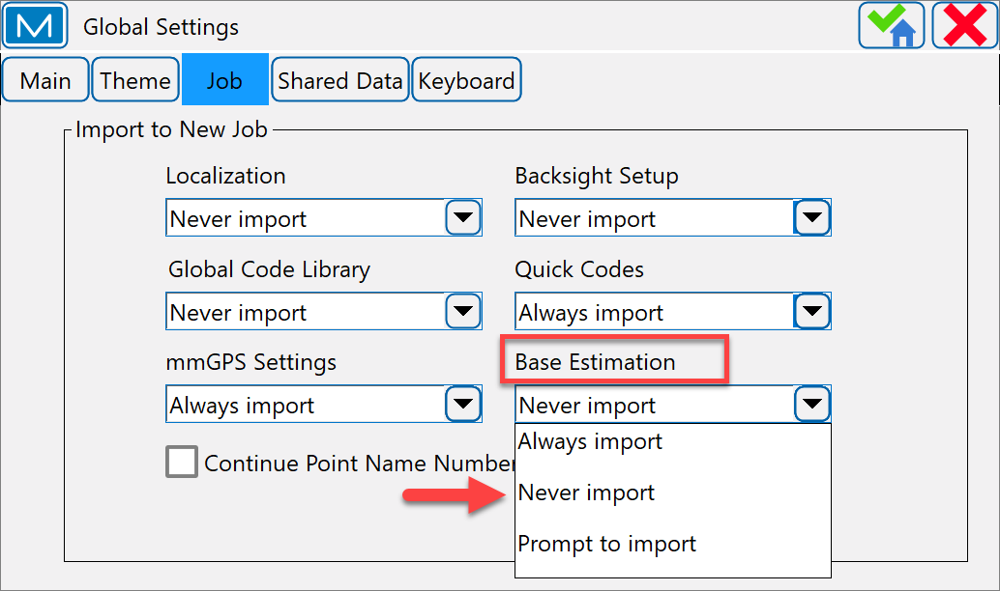 Global Settings
Main Theme Job Shared Data Keyboard
Import to New Job
Localization Backsight Setup
Never import Never import
Global Code Library Quick Codes
Never import Always import
mmGPS Settings Base Estimation
Always import Never import
Always import
Continue Point Name Number
Never import
Prompt to import